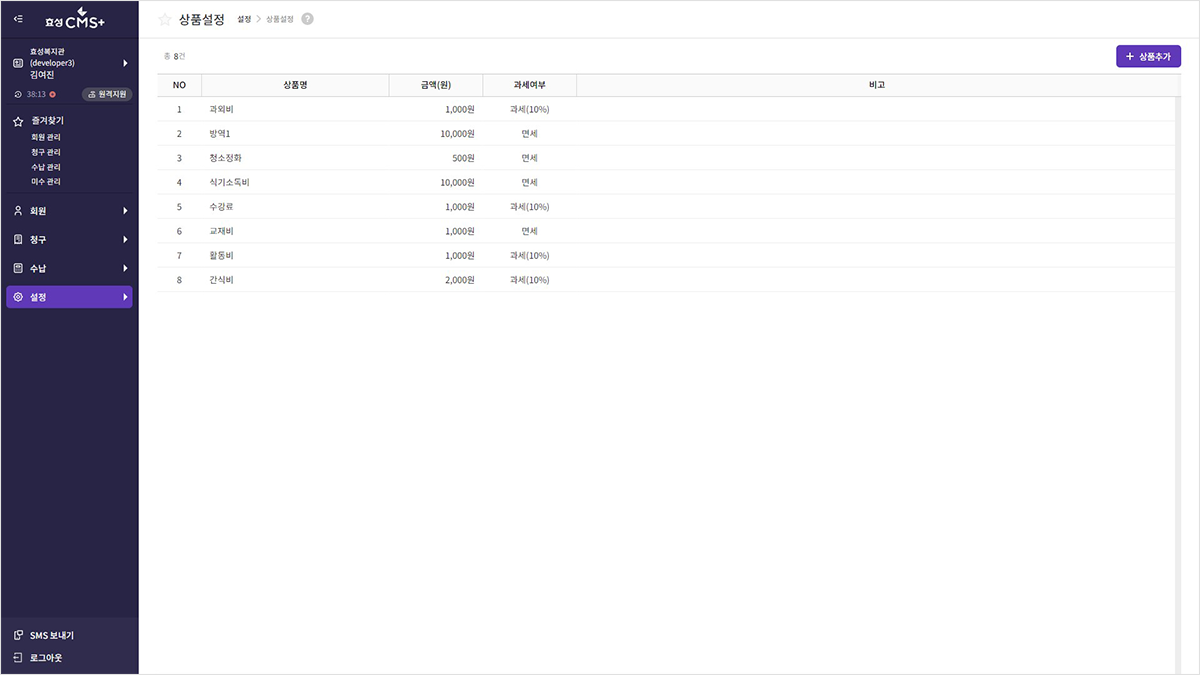 효성 CMS+
효성복지관
(developer3)
김여진
38:13
원격지원
즐겨찾기
회원 관리
청구 관리
수납 관리
미수 관리
회원
청구
수납
설정
SMS 보내기
로그아웃
상품설정 설정 > 상품설정 ?
총 8건
+ 상품추가
NO 상품명 금액(원) 과세여부 비고
1 과외비 1,000원 과세(10%)
2 방역1 10,000원 면세
3 청소정화 500원 면세
4 식기소독비 10,000원 면세
5 수강료 1,000원 과세(10%)
6 교재비 1,000원 면세
7 활동비 1,000원 과세(10%)
8 간식비 2,000원 과세(10%)